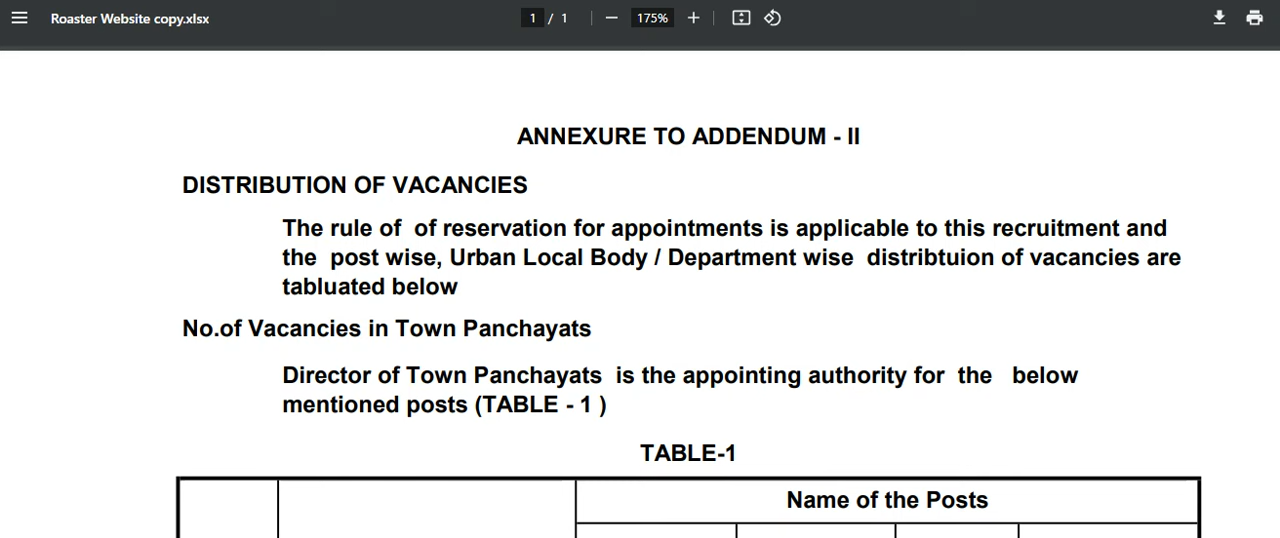 Roaster Website copy.xlsx
1 / 1
175%
ANNEXURE TO ADDENDUM - II
DISTRIBUTION OF VACANCIES
The rule of of reservation for appointments is applicable to this recruitment and
the post wise, Urban Local Body / Department wise distribtuion of vacancies are
tabluated below
No.of Vacancies in Town Panchayats
Director of Town Panchayats is the appointing authority for the below
mentioned posts (TABLE - 1 )
TABLE-1
Name of the Posts